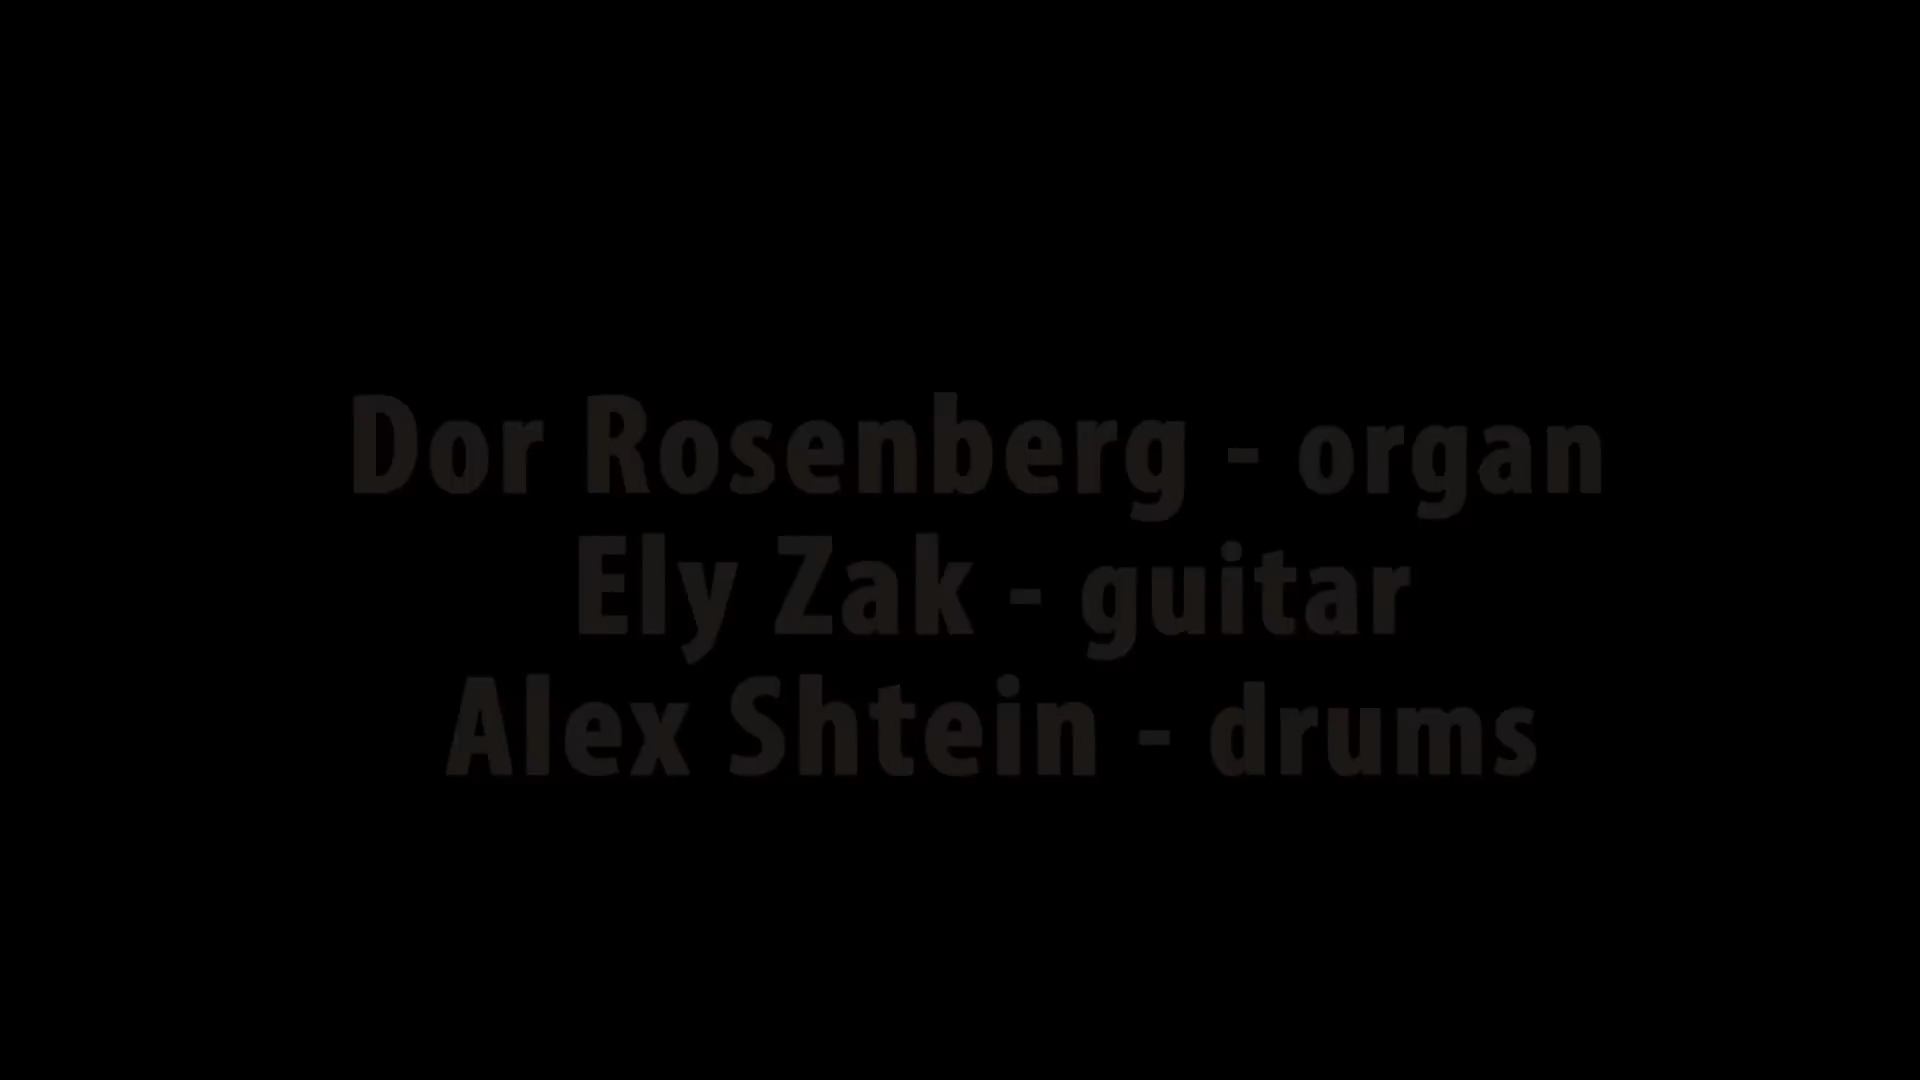 Dor Rosenberg - organ
Ely Zak - guitar
Alex Shtein - drums